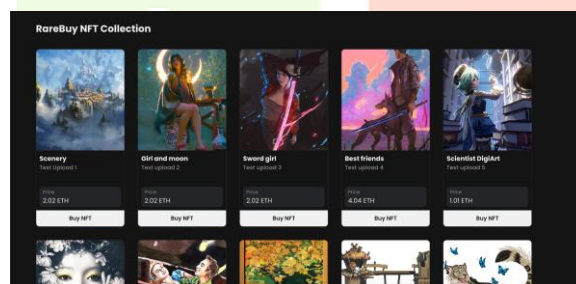 RareBuy NFT Collection
Scenery
Test Upload 1
Price
2.02 ETH
Buy NFT
Girl and moon
Test upload 2
Price
2.02 ETH
Buy NFT
Sword girl
Test upload 3
Price
2.02 ETH
Buy NFT
Best friends
Test upload 4
Price
4.04 ETH
Buy NFT
Scientist DigiArt
Test upload 5
Price
1.01 ETH
Buy NFT